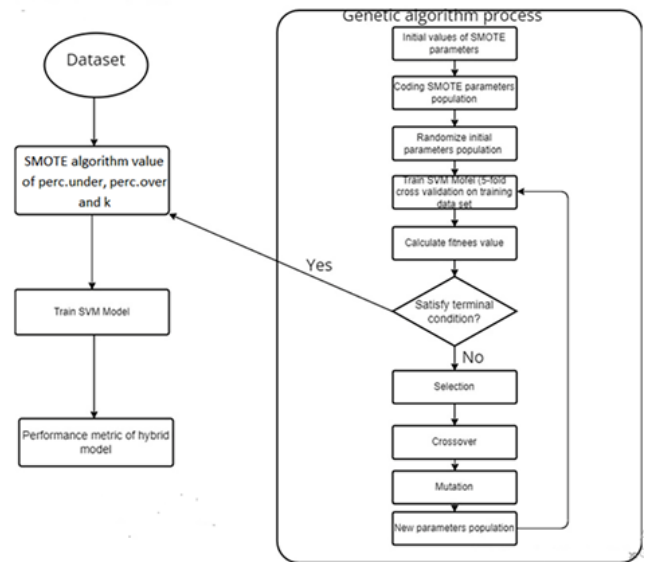 Dataset
SMOTE algorithm value
of perc.under, perc.over
and k
Train SVM Model
Performance metric of hybrid
model
Genetic algorithm process
Initial values of SMOTE
parameters
Coding SMOTE parameters
population
Randomize initial
parameters population
Train SVM Mofel (5-fold
cross validation on training
data set
Calculate fitnees value
Satisfy terminal
condition?
Yes
No
Selection
Crossover
Mutation
New parameters population